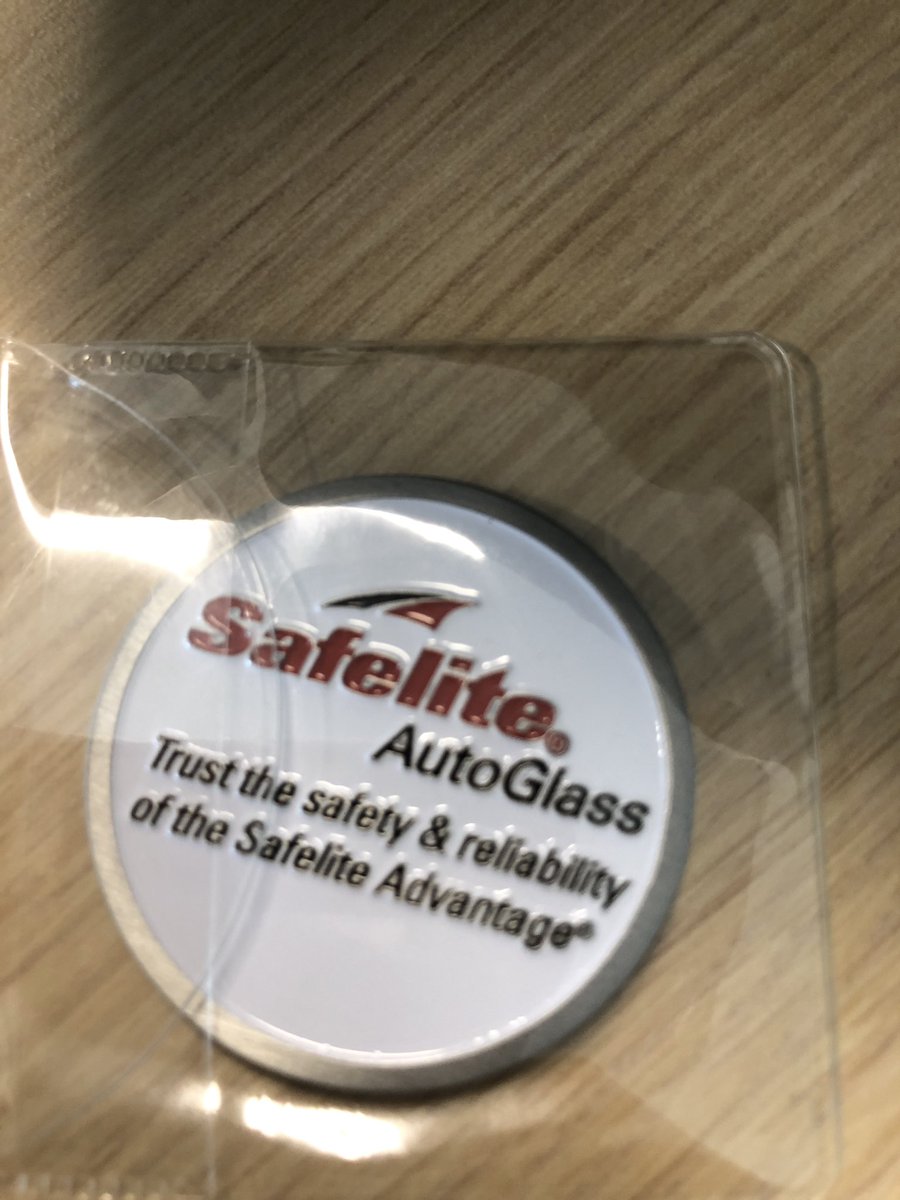 Safelite®
AutoGlass
Trust the safety & reliability
of the Safelite Advantage®